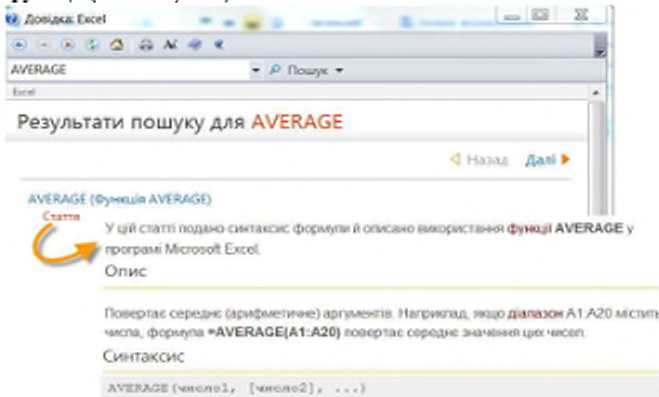 Довідка: Excel
AVERAGE
Пошук
Excel
Результати пошуку для AVERAGE
Назад Далі
AVERAGE (Функція AVERAGE)
Стаття
У цій статті подано синтаксис формули й описано використання функції AVERAGE у
програмі Microsoft Excel.
Опис
Повертає середнє (арифметичне) аргументів. Наприклад, якщо діапазон A1:A20 містить
числа, формула =AVERAGE(A1:A20) повертає середнє значення цих чисел.
Синтаксис
AVERAGE(число1, [число2], ...)